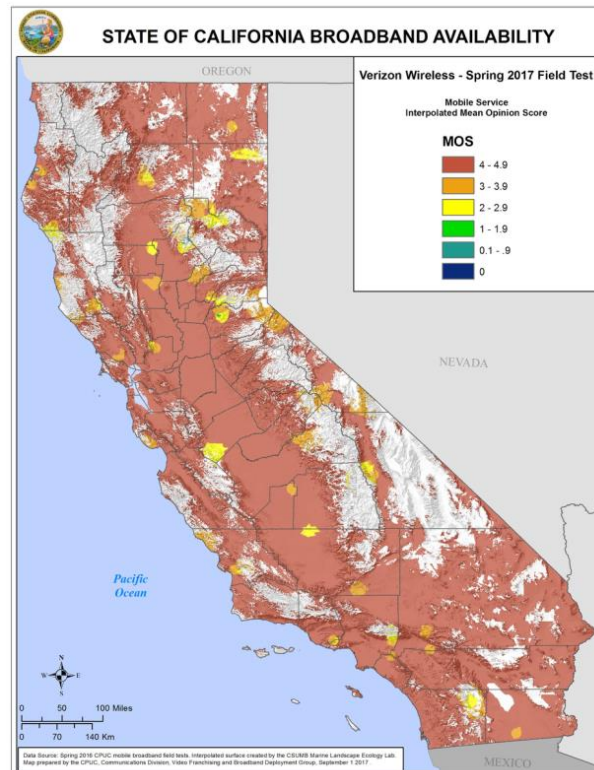 STATE OF CALIFORNIA BROADBAND AVAILABILITY
OREGON
Verizon Wireless - Spring 2017 Field Test
Mobile Service
Interpolated Mean Opinion Score
MOS
4 - 4.9
3 - 3.9
2 - 2.9
1 - 1.9
0.1 - .9
0
NEVADA
Pacific
Ocean
N
W E
S
0 50 100 Miles
0 70 140 Km
MEXICO
Data Source: Spring 2016 CPUC mobile broadband field tests. Interpolated surface created by the CSUMB Marine Landscape Ecology Lab.
Map prepared by the CPUC, Communications Division, Video Franchising and Broadband Deployment Group, September 1 2017.